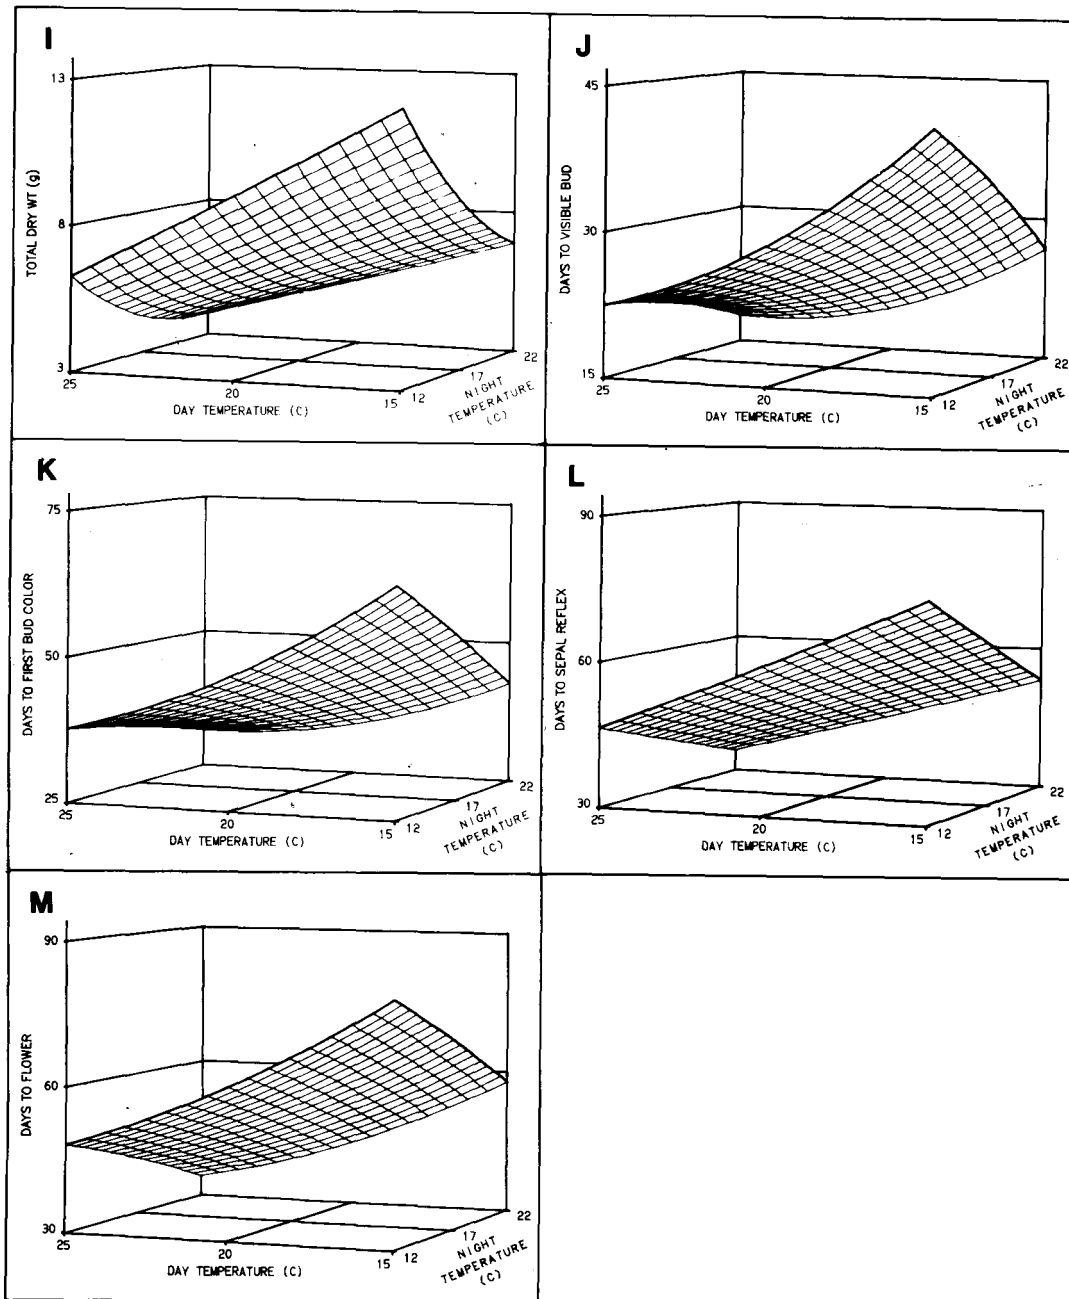 I
13
TOTAL DRY WT (g)
8
3
25
20
15
DAY TEMPERATURE (C)
12
17
22
NIGHT
TEMPERATURE
(C)
J
45
DAYS TO VISIBLE BUD
30
15
25
20
15
DAY TEMPERATURE (C)
12
17
22
NIGHT
TEMPERATURE
(C)
K
75
DAYS TO FIRST BUD COLOR
50
25
25
20
15
DAY TEMPERATURE (C)
12
17
22
NIGHT
TEMPERATURE
(C)
L
90
DAYS TO SEPAL REFLEX
60
30
25
20
15
DAY TEMPERATURE (C)
12
17
22
NIGHT
TEMPERATURE
(C)
M
90
DAYS TO FLOWER
60
30
25
20
15
DAY TEMPERATURE (C)
12
17
22
NIGHT
TEMPERATURE
(C)